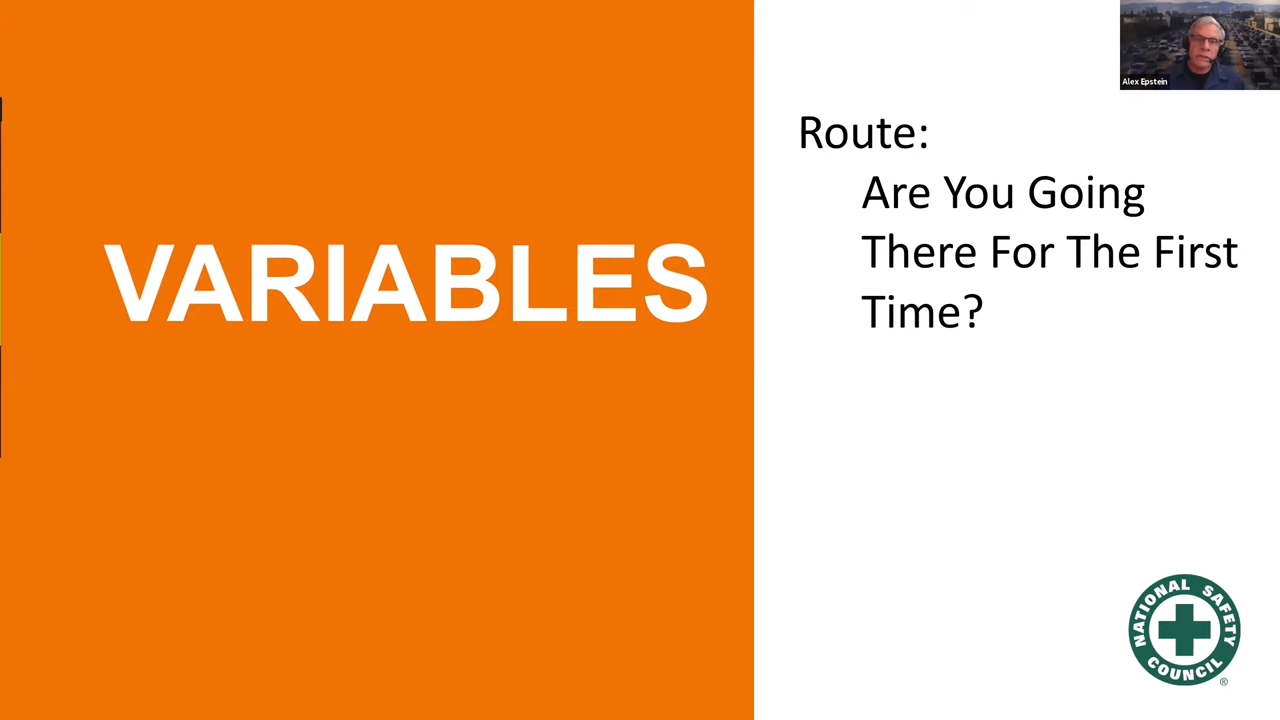 Alex Epstein
Route:
Are You Going
There For The First
Time?
VARIABLES
NATIONAL SAFETY
COUNCIL
®